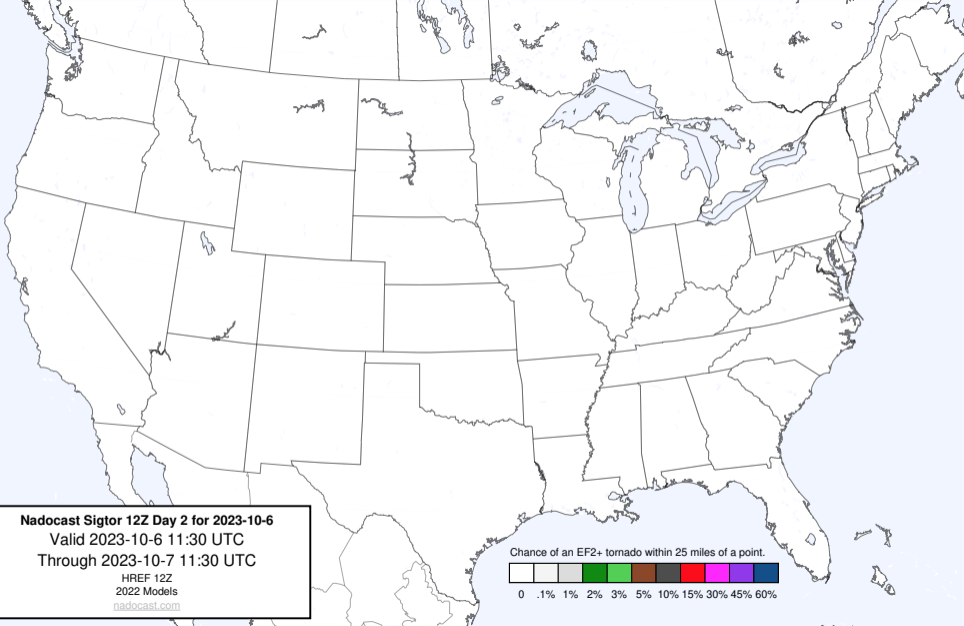 Nadocast Sigtor 12Z Day 2 for 2023-10-6
Valid 2023-10-6 11:30 UTC
Through 2023-10-7 11:30 UTC
HREF 12Z
2022 Models
nadocast.com
Chance of an EF2+ tornado within 25 miles of a point.
0 .1% 1% 2% 3% 5% 10% 15% 30% 45% 60%